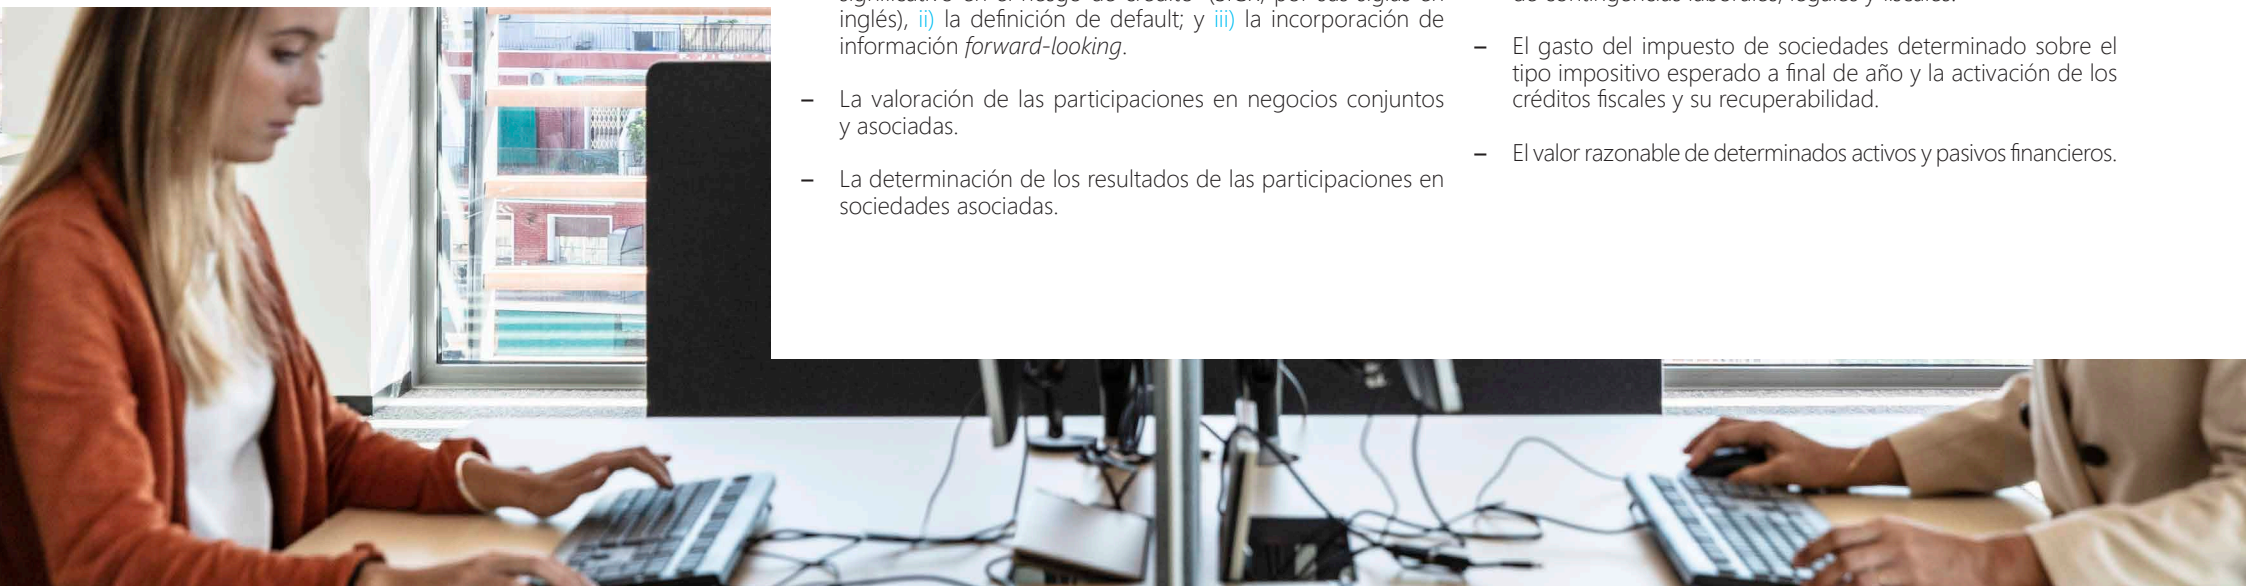 inglés), ii) la definición de default; y iii) la incorporación de
información forward-looking.
– La valoración de las participaciones en negocios conjuntos
y asociadas.
– La determinación de los resultados de las participaciones en
sociedades asociadas.
– El gasto del impuesto de sociedades determinado sobre el
tipo impositivo esperado a final de año y la activación de los
créditos fiscales y su recuperabilidad.
– El valor razonable de determinados activos y pasivos financieros.